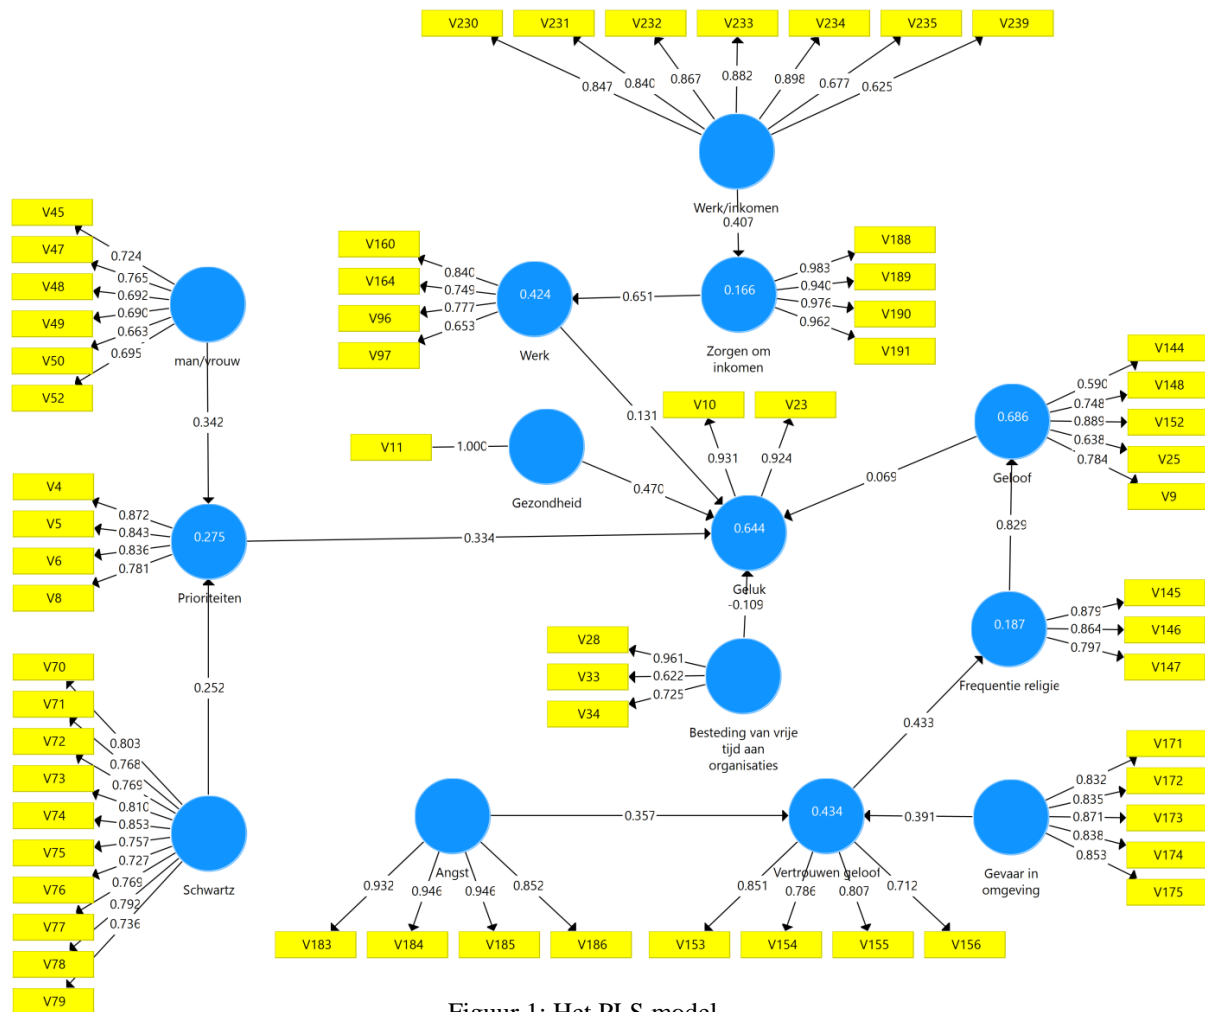 V230 V231 V232 V233 V234 V235 V239
0.847 0.840 0.867 0.882 0.898 0.677 0.625
Werk/inkomen
0.407
V45
V47
V48
V49
V50
V52
0.724
0.765
0.692
0.690
0.663
0.695
man/vrouw
0.342
V160
V164
V96
V97
0.840
0.749
0.777
0.653
0.424
Werk
0.651
0.166
Zorgen om
inkomen
0.983
0.940
0.976
0.962
V188
V189
V190
V191
0.131
V11
1.000
Gezondheid
0.470
V10 V23
0.931 0.924
0.644
Geluk
-0.109
0.069
0.686
Geloof
0.590
0.748
0.889
0.638
0.784
V144
V148
V152
V25
V9
0.829
V4
V5
V6
V8
0.872
0.843
0.836
0.781
0.275
Prioriteiten
0.334
0.252
V28
V33
V34
0.961
0.622
0.725
Besteding van vrije
tijd aan
organisaties
0.187
Frequentie religie
0.879
0.864
0.797
V145
V146
V147
0.433
V70
V71
V72
V73
V74
V75
V76
V77
V78
V79
0.803
0.768
0.769
0.810
0.853
0.757
0.727
0.769
0.792
0.736
Schwartz
Angst
0.357
0.434
Vertrouwen geloof
0.391
Gevaar in
omgeving
0.832
0.835
0.871
0.838
0.853
V171
V172
V173
V174
V175
0.932 0.946 0.946 0.852
V183 V184 V185 V186
0.851 0.786 0.807 0.712
V153 V154 V155 V156
Figuur 1: Het PLS model